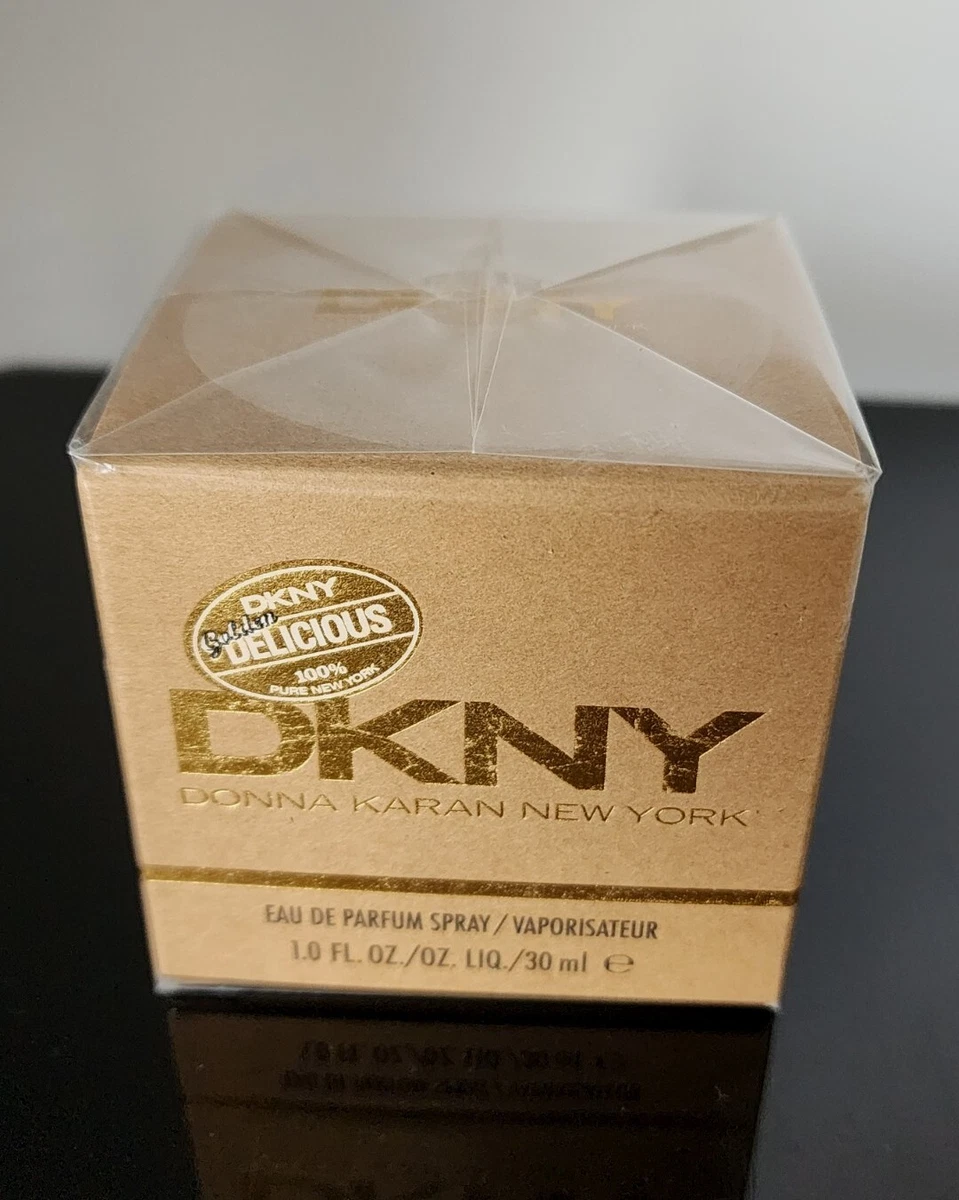 DKNY
Golden
DELICIOUS
100%
PURE NEW YORK
DKNY
DONNA KARAN NEW YORK
EAU DE PARFUM SPRAY / VAPORISATEUR
1.0 FL. OZ./OZ. LIQ./30 ml ℮